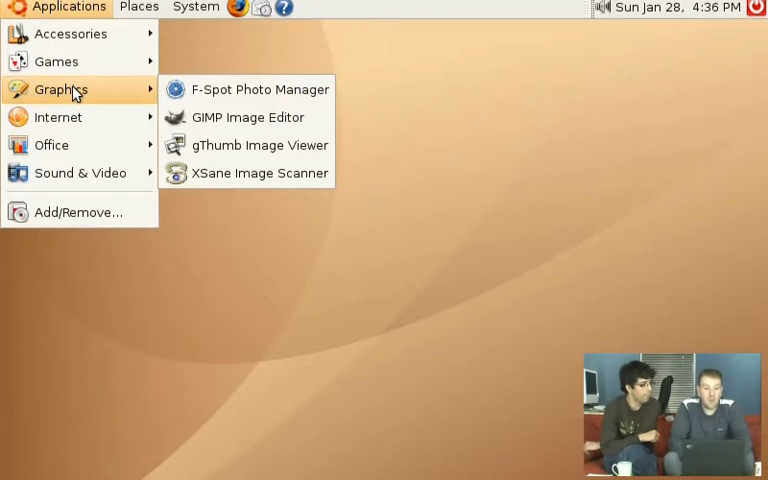 Applications Places System Sun Jan 28, 4:36 PM
Accessories
Games
Graphics
F-Spot Photo Manager
Internet
GIMP Image Editor
Office
gThumb Image Viewer
Sound & Video
XSane Image Scanner
Add/Remove...